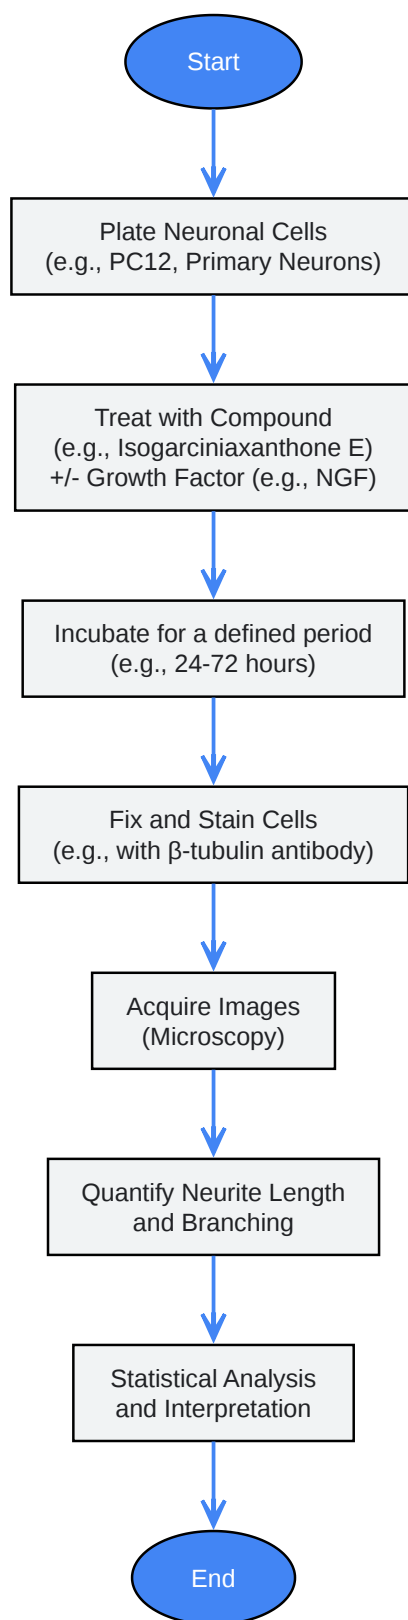 Start
Plate Neuronal Cells
(e.g., PC12, Primary Neurons)
Treat with Compound
(e.g., Isogarciniaxanthone E)
+/- Growth Factor (e.g., NGF)
Incubate for a defined period
(e.g., 24-72 hours)
Fix and Stain Cells
(e.g., with β-tubulin antibody)
Acquire Images
(Microscopy)
Quantify Neurite Length
and Branching
Statistical Analysis
and Interpretation
End